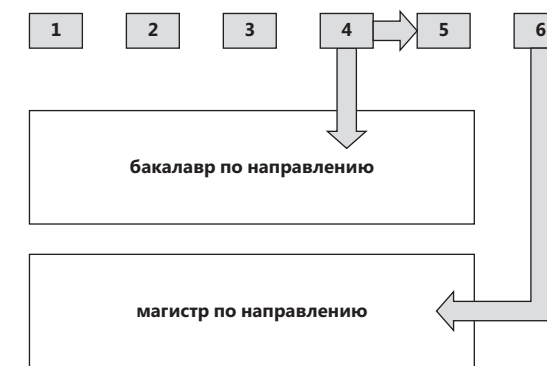 1 2 3 4 5 6
бакалавр по направлению
магистр по направлению